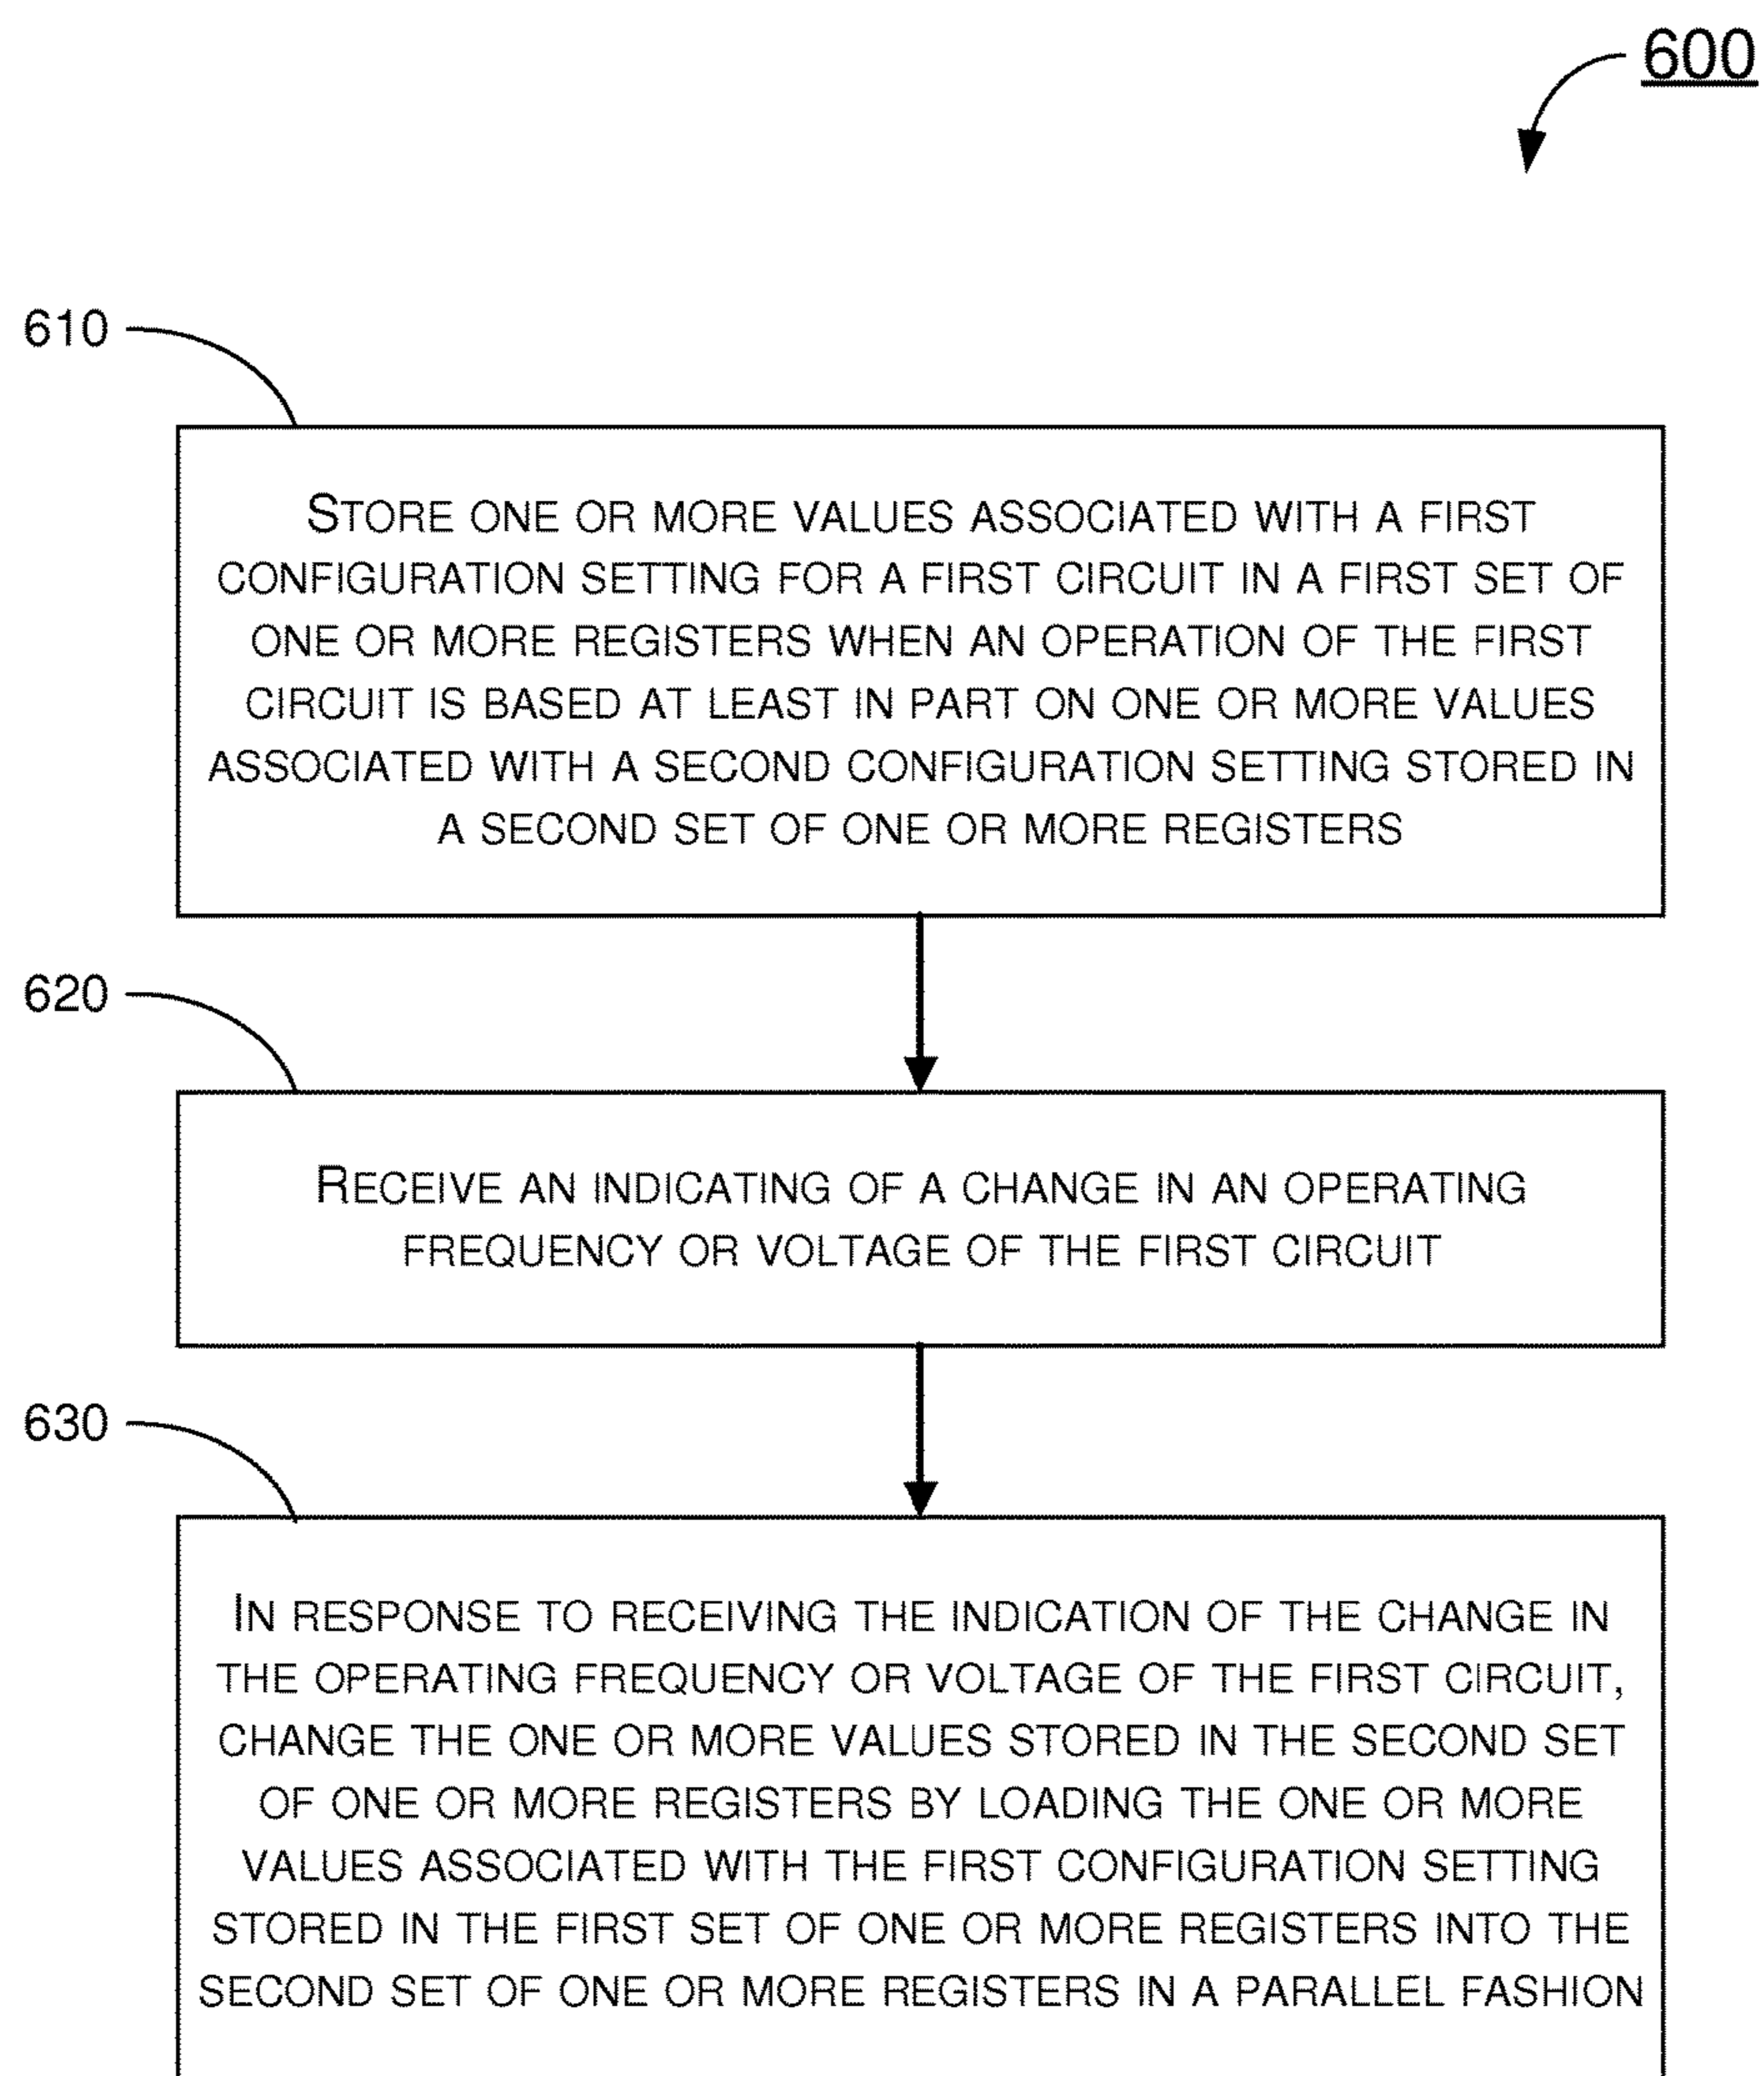 600
610
STORE ONE OR MORE VALUES ASSOCIATED WITH A FIRST
CONFIGURATION SETTING FOR A FIRST CIRCUIT IN A FIRST SET OF
ONE OR MORE REGISTERS WHEN AN OPERATION OF THE FIRST
CIRCUIT IS BASED AT LEAST IN PART ON ONE OR MORE VALUES
ASSOCIATED WITH A SECOND CONFIGURATION SETTING STORED IN
A SECOND SET OF ONE OR MORE REGISTERS
620
RECEIVE AN INDICATING OF A CHANGE IN AN OPERATING
FREQUENCY OR VOLTAGE OF THE FIRST CIRCUIT
630
IN RESPONSE TO RECEIVING THE INDICATION OF THE CHANGE IN
THE OPERATING FREQUENCY OR VOLTAGE OF THE FIRST CIRCUIT,
CHANGE THE ONE OR MORE VALUES STORED IN THE SECOND SET
OF ONE OR MORE REGISTERS BY LOADING THE ONE OR MORE
VALUES ASSOCIATED WITH THE FIRST CONFIGURATION SETTING
STORED IN THE FIRST SET OF ONE OR MORE REGISTERS INTO THE
SECOND SET OF ONE OR MORE REGISTERS IN A PARALLEL FASHION